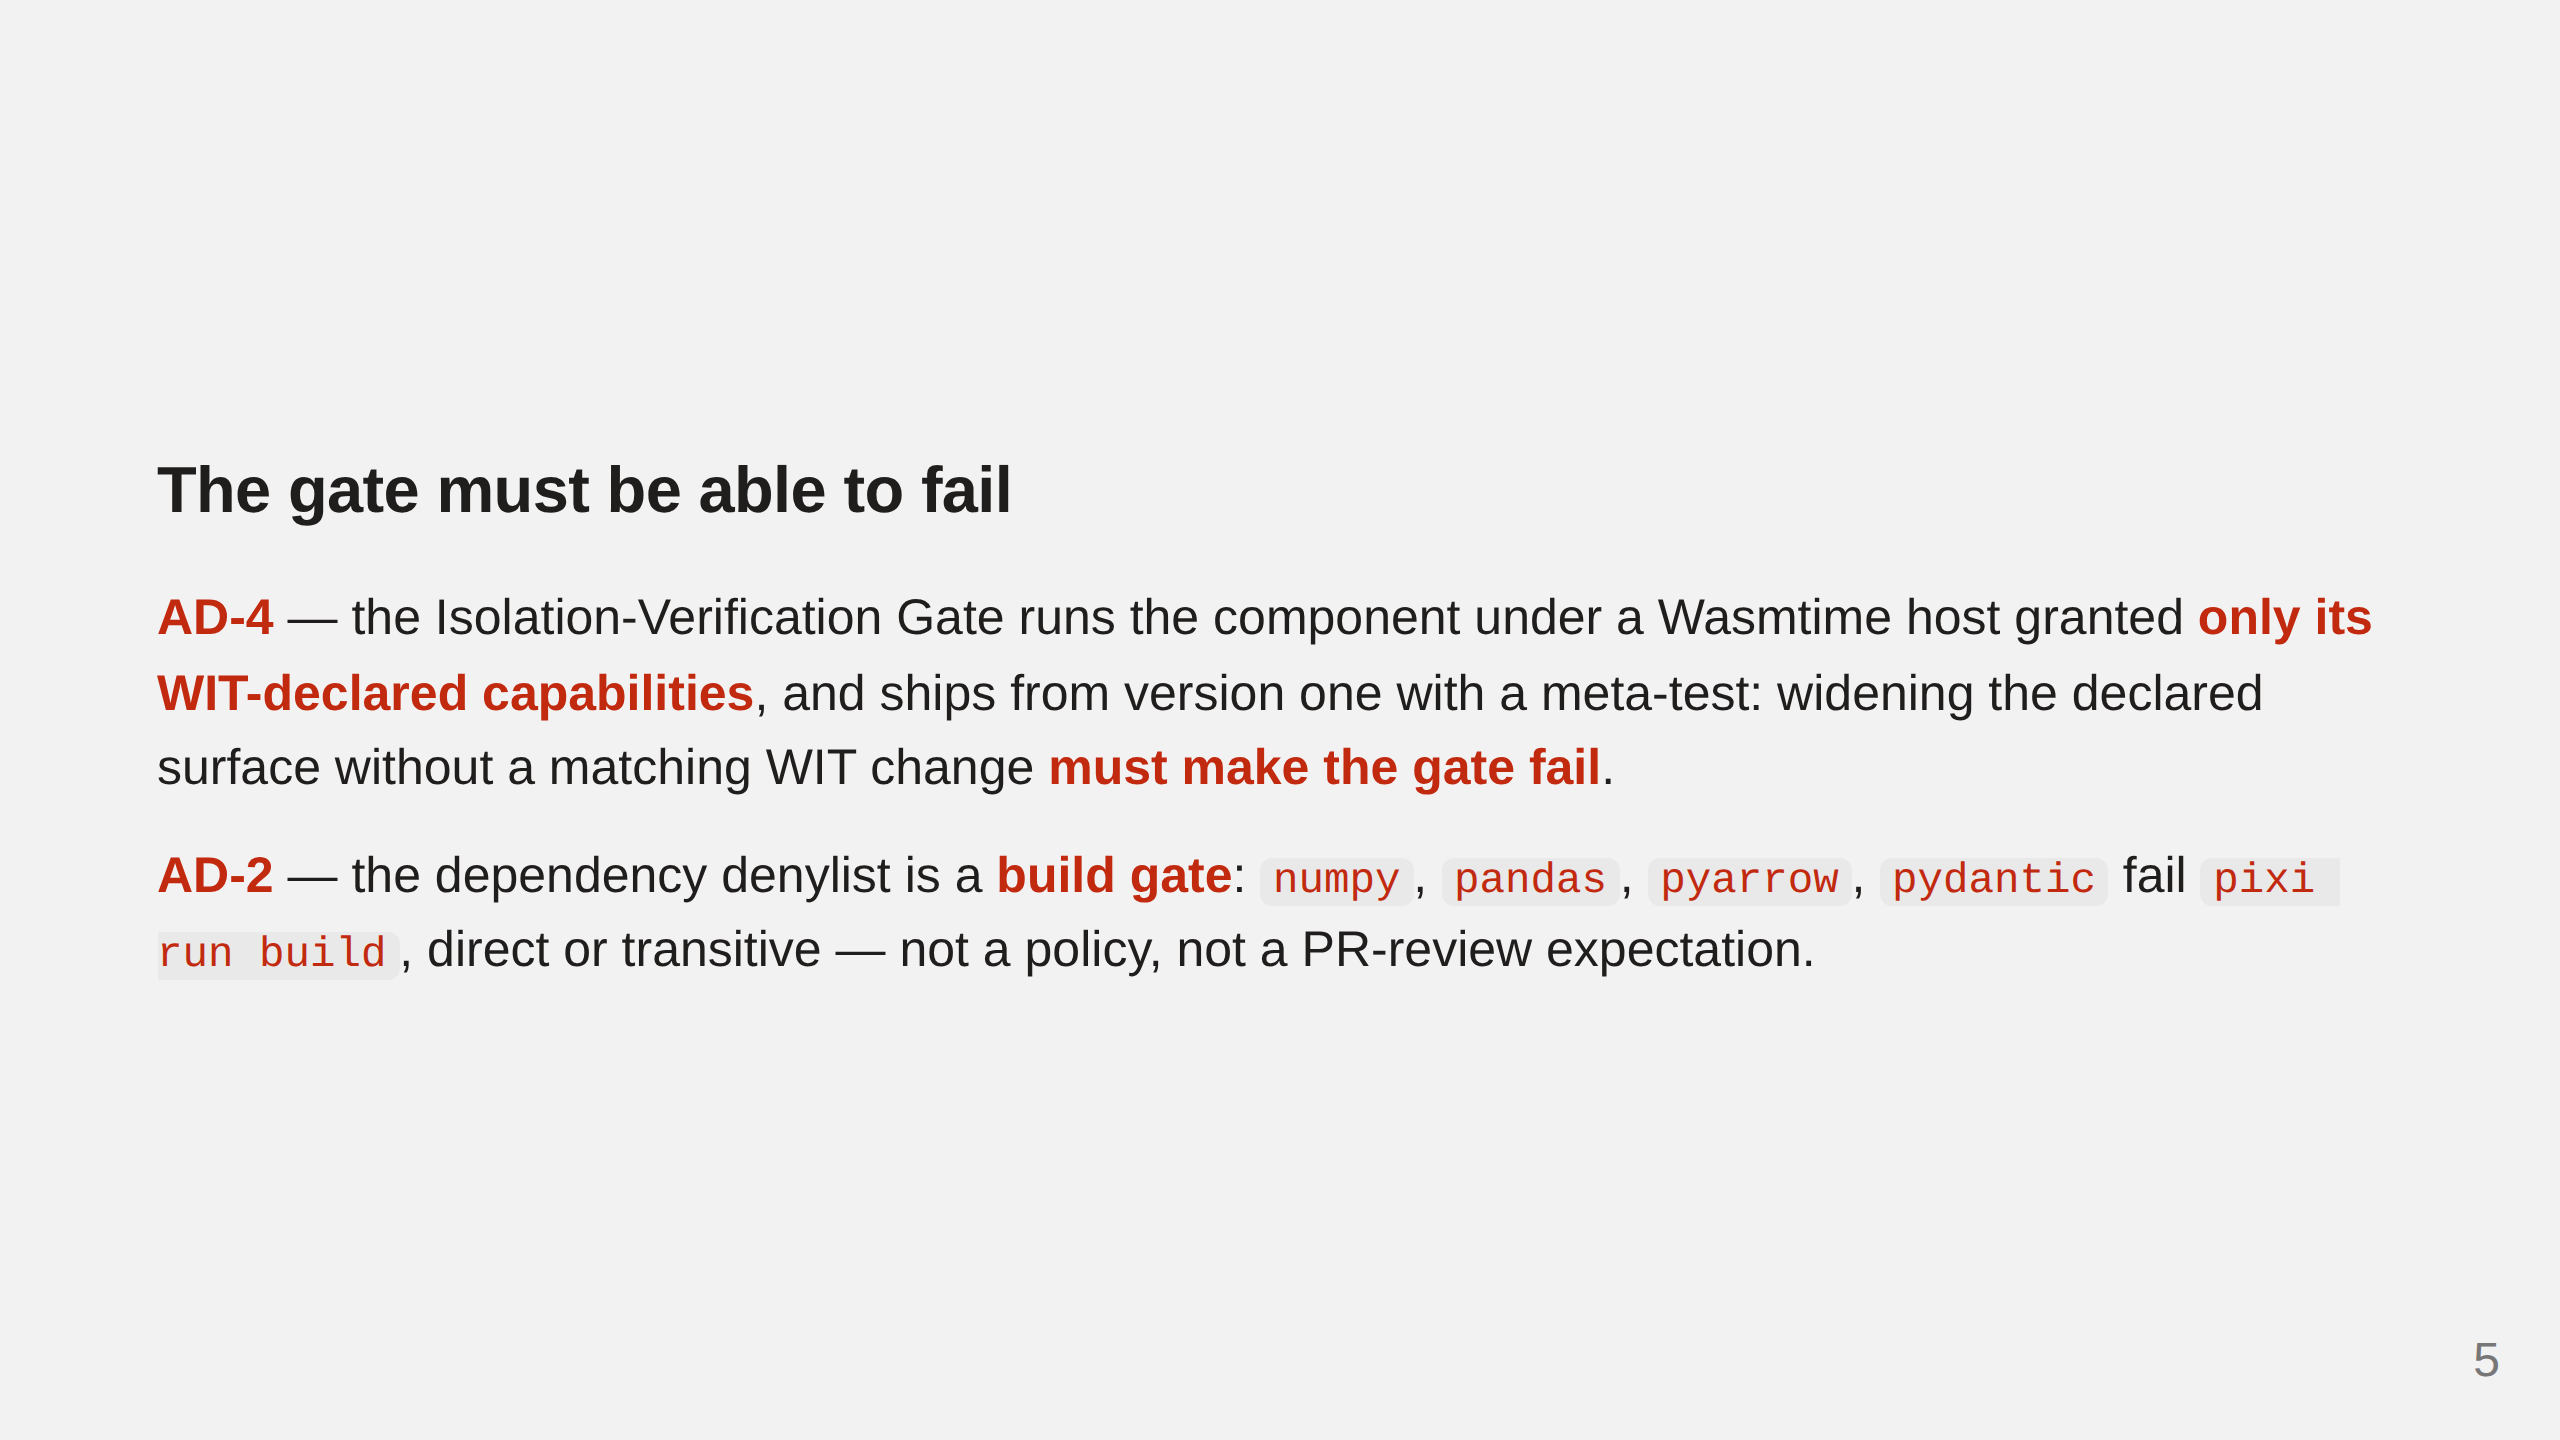 The gate must be able to fail
AD-4 — the Isolation-Verification Gate runs the component under a Wasmtime host granted only its
WIT-declared capabilities, and ships from version one with a meta-test: widening the declared
surface without a matching WIT change must make the gate fail.
AD-2 — the dependency denylist is a build gate: numpy, pandas, pyarrow, pydantic fail pixi
run build, direct or transitive — not a policy, not a PR-review expectation.
5